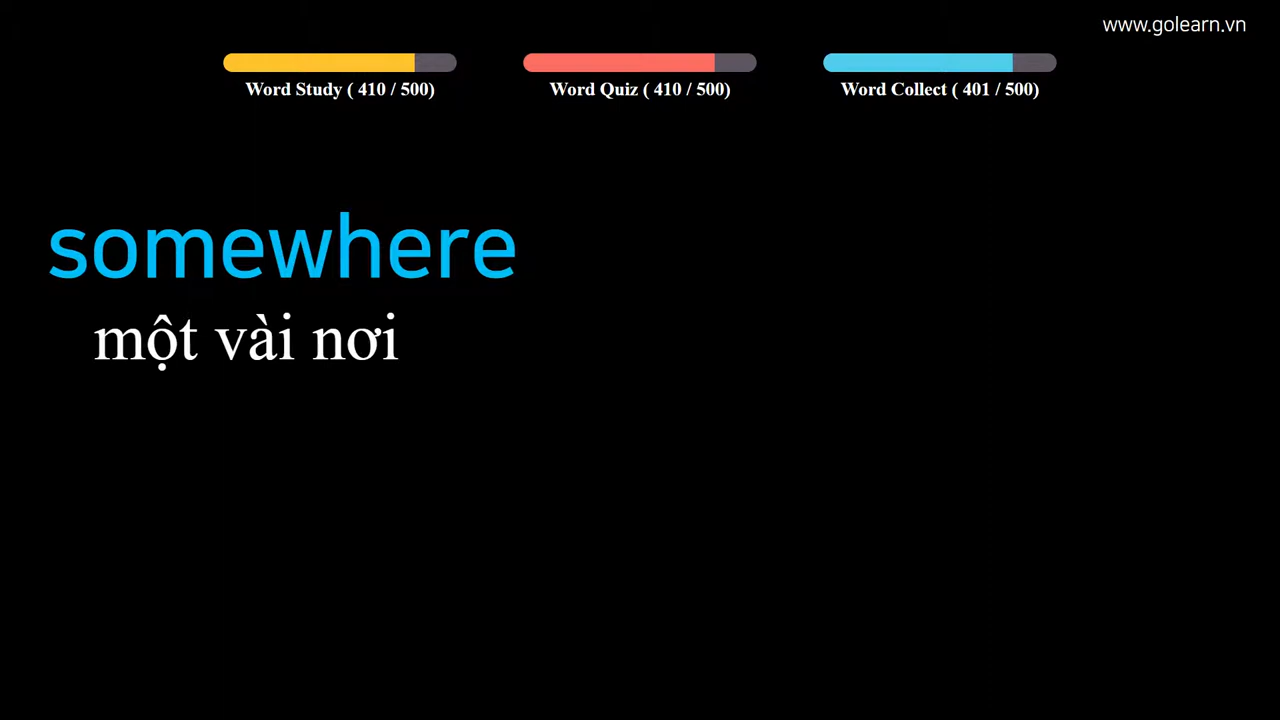 www.golearn.vn
Word Study ( 410 / 500)
Word Quiz ( 410 / 500)
Word Collect ( 401 / 500)
somewhere
một vài nơi